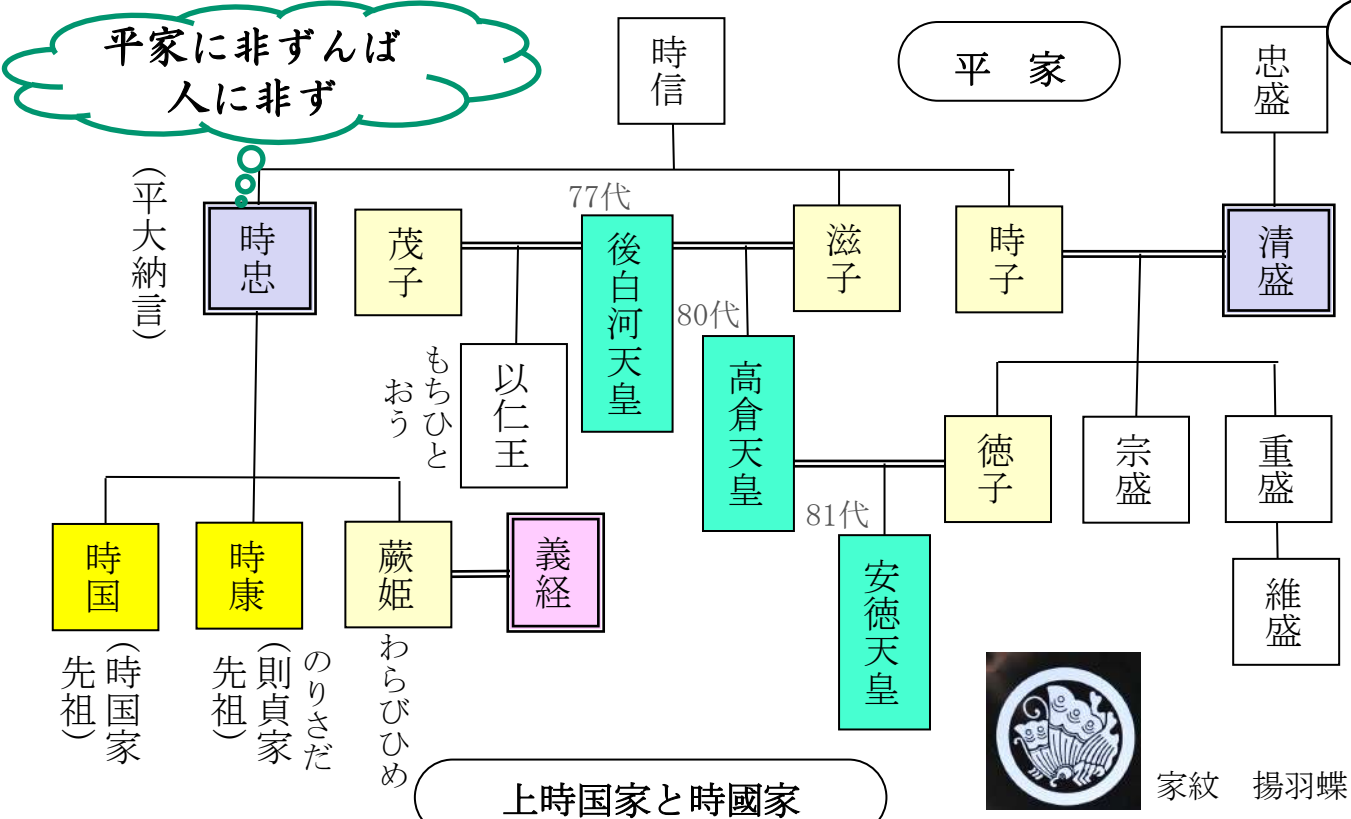 平家に非ずんば
人に非ず
時信
平 家
忠盛
(平大納言)
時忠
茂子
77代
後白河天皇
滋子
時子
清盛
もちひと
おう
以仁王
80代
高倉天皇
徳子
宗盛
重盛
時国
(時国家
先祖)
時康
のりさだ
(則貞家
先祖)
蕨姫
わらびひめ
義経
81代
安徳天皇
維盛
上時国家と時國家
家紋 揚羽蝶